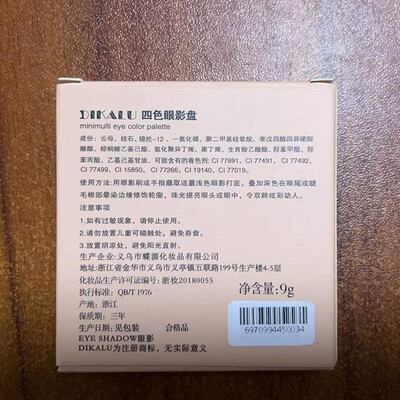 DIKALU 四色眼影盘
minimulti eye color palette
成份：云母、硅石、锦纶-12 、一氮化硼、聚二甲基硅氧烷、季戊四醇四异硬脂
酸酯、棕榈酸乙基己酯、氢化聚异丁烯、聚丁烯、生育酚乙酸酯、羟苯甲酯、羟
苯丙酯、乙基己基甘油、可能含有的着色剂：CI 77891、CI 77491、CI 77492、
CI 77499、CI 15850、CI 77266、CI 19140、CI 77019。
使用方法：用眼影刷或手指蘸取适量浅色眼影打底，叠加深色在眼尾或睫
毛根部晕染边缘修饰轮廓，珠光提亮眼头或眼中，令双眸炫彩动人。
注意事项：
1.如有过敏现象，请停止使用。
2.请勿放置儿童可碰触处，避免吞食。
3.放置阴凉处，避免阳光直射。
生产企业：义乌市蝶源化妆品有限公司
地址：浙江省金华市义乌市义乌五联路199号生产楼4-5层
化妆品生产许可证编号：浙妆20180055
执行标准：QB/T 1976
产地：浙江
保质期：三年
生产日期：见包装 合格品
EYE SHADOW眼影
DIKALU为注册商标，无实际意义
净含量:9g
6970994450034